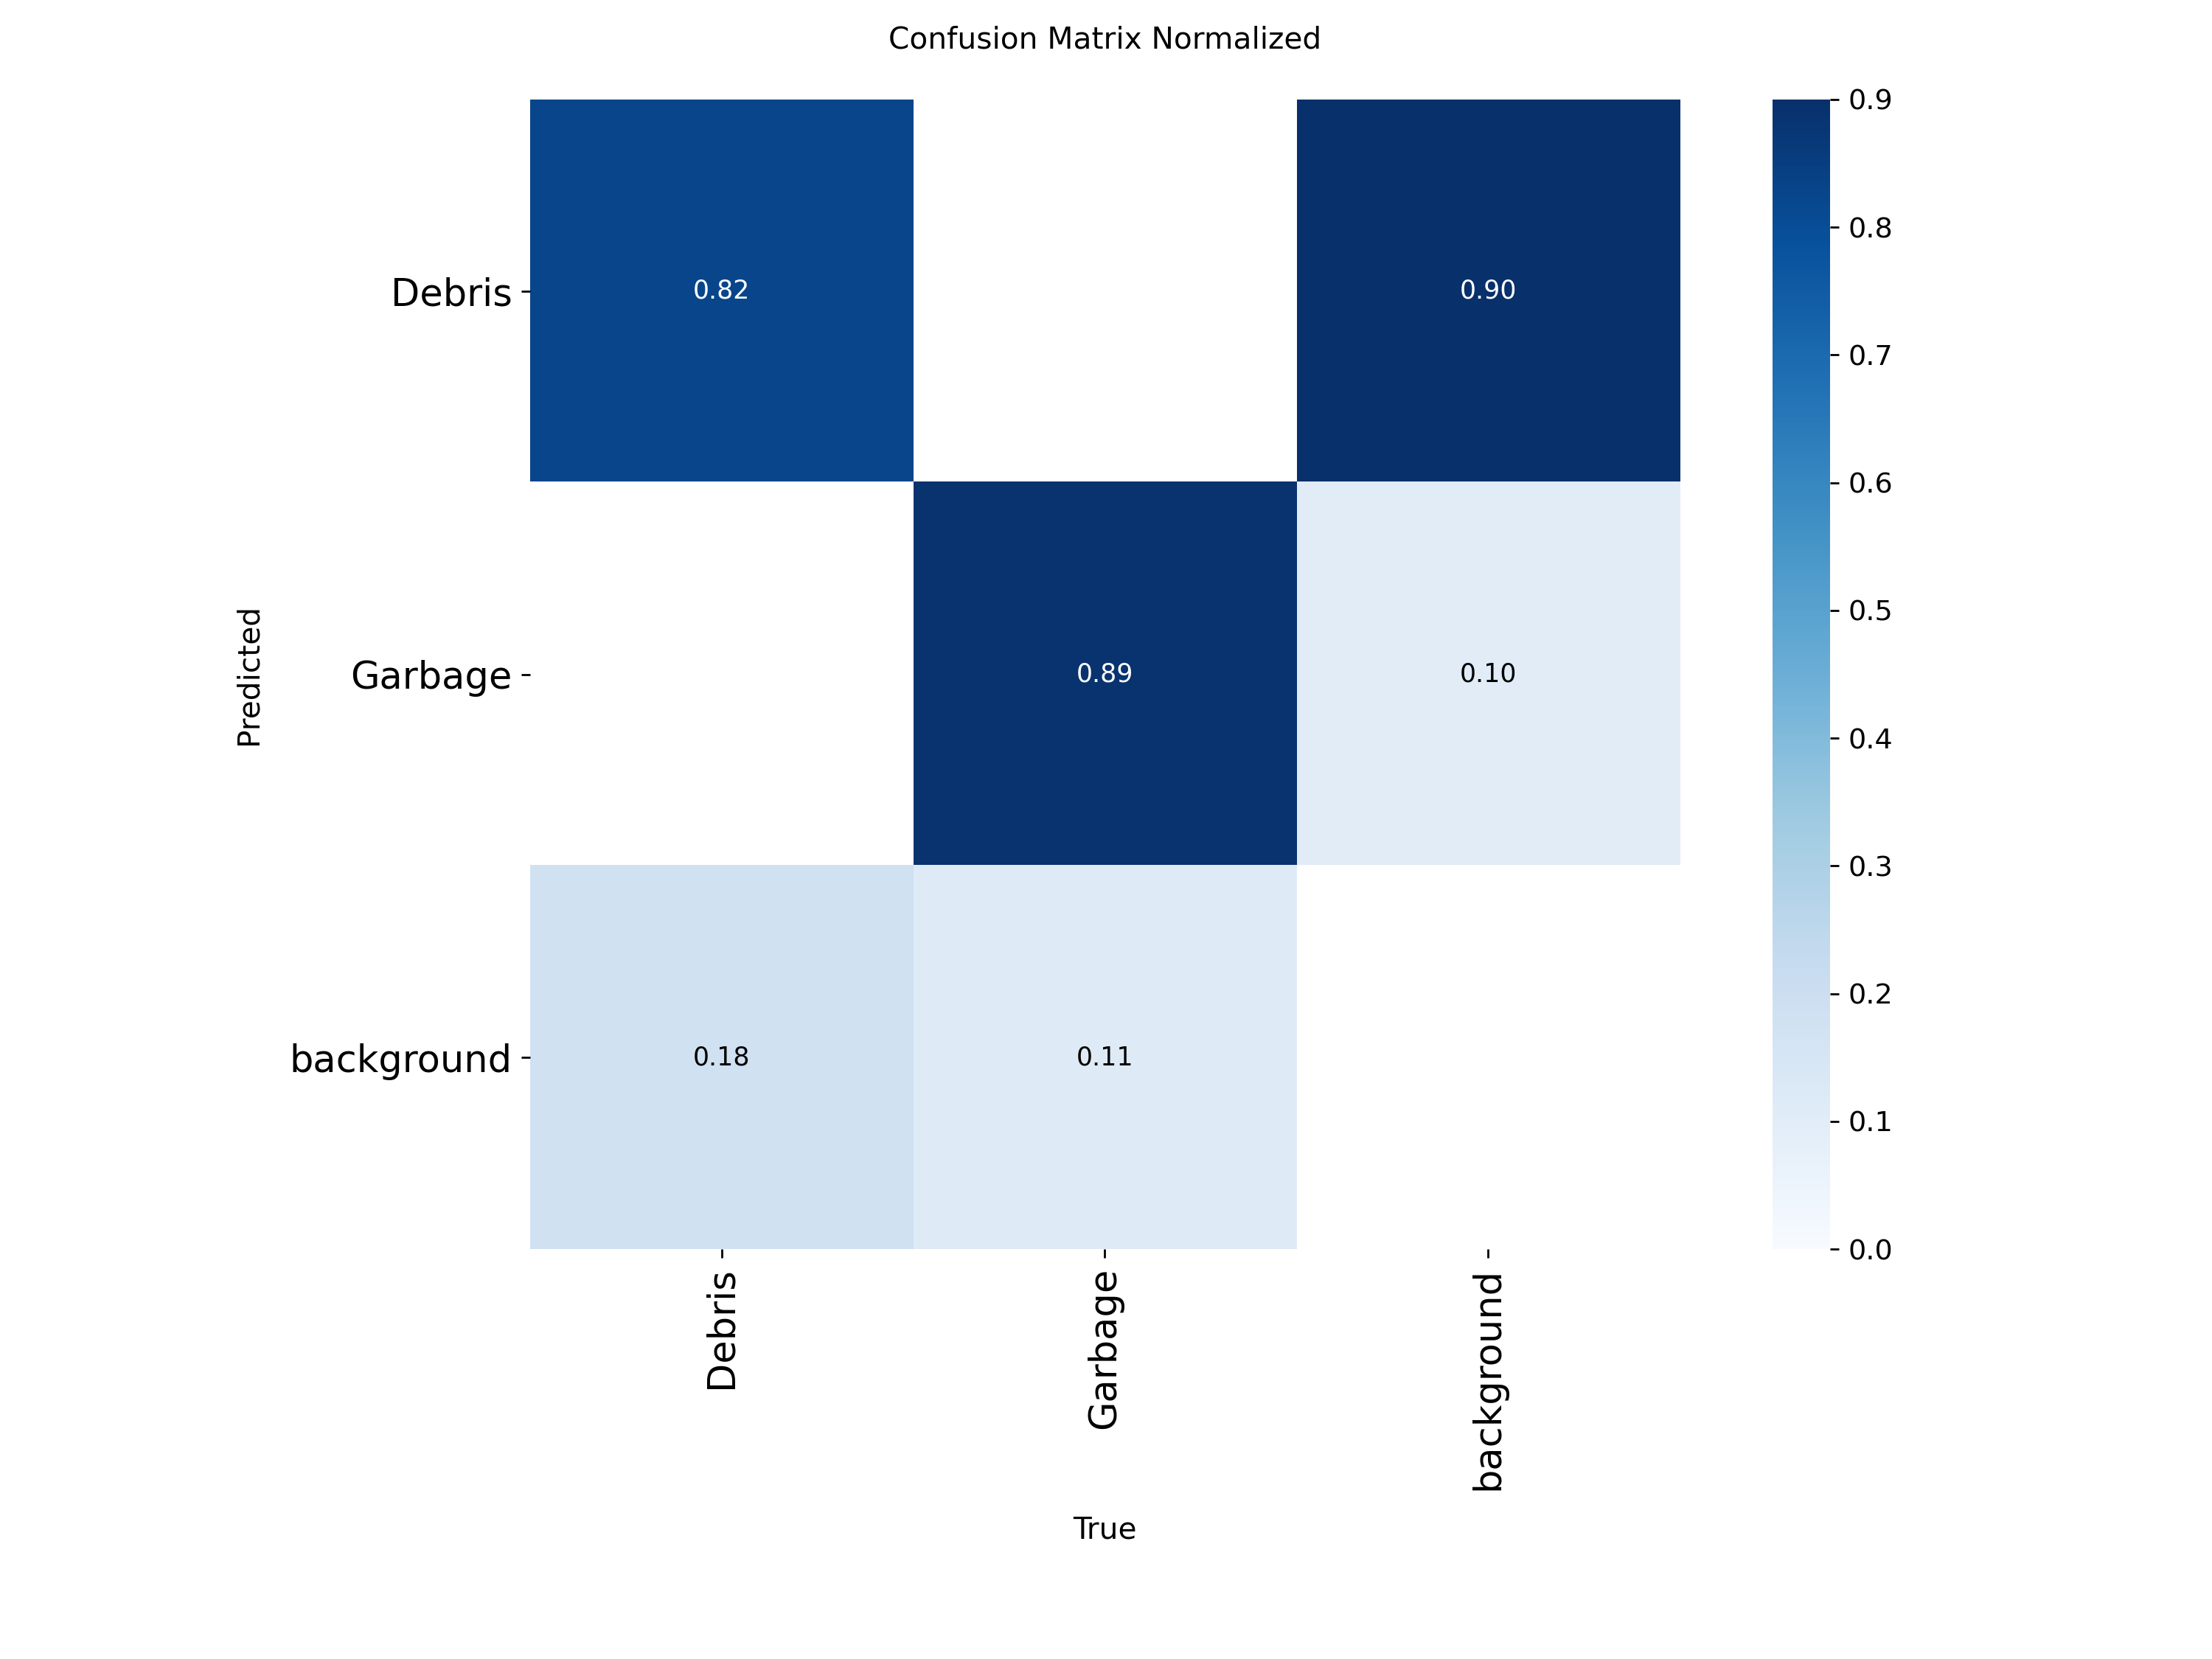 Confusion Matrix Normalized
Predicted
Debris
Garbage
background
0.82
0.90
0.89
0.10
0.18
0.11
Debris
Garbage
background
True
0.9
0.8
0.7
0.6
0.5
0.4
0.3
0.2
0.1
0.0